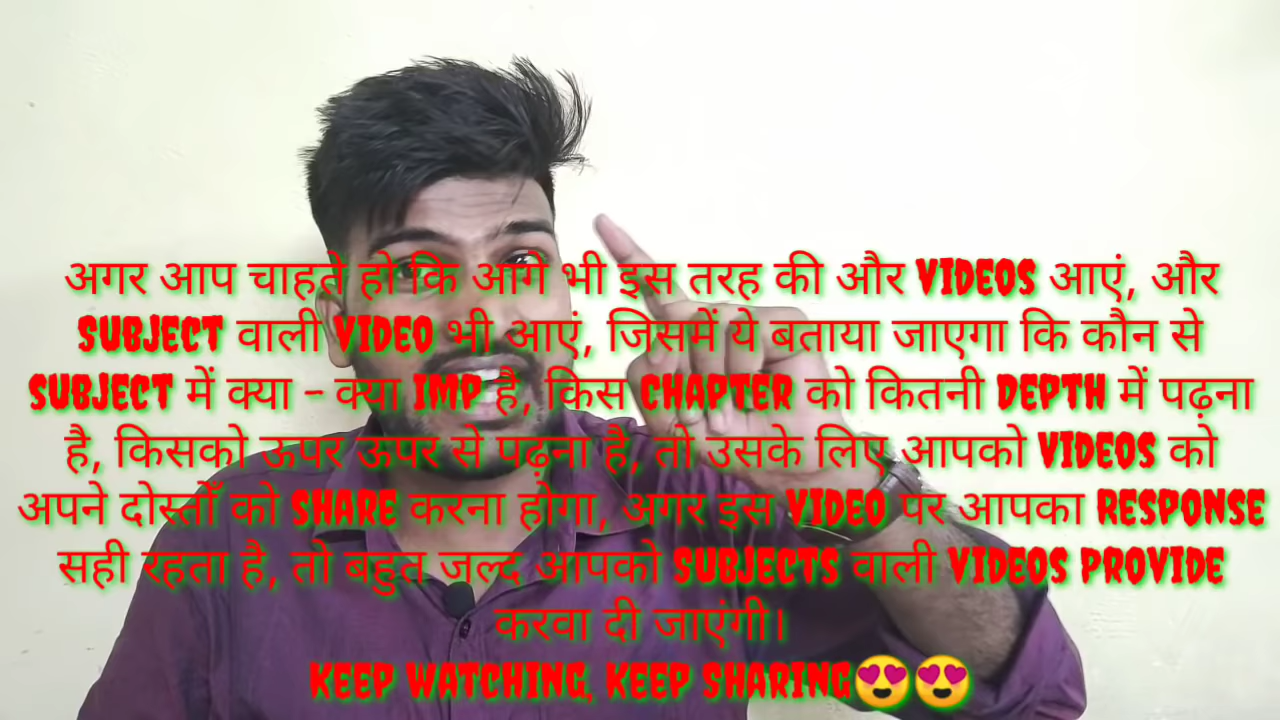 अगर आप चाहते हो कि आगे भी इस तरह की और VIDEOS आएं, और
SUBJECT वाली VIDEO भी आएं, जिसमें ये बताया जाएगा कि कौन से
SUBJECT में क्या - क्या IMP है, किस CHAPTER को कितनी DEPTH में पढ़ना
है, किसको ऊपर ऊपर से पढ़ना है, तो उसके लिए आपको VIDEOS को
अपने दोस्तों को SHARE करना होगा, अगर इस VIDEO पर आपका RESPONSE
सही रहता है, तो बहुत जल्द आपको SUBJECTS वाली VIDEOS PROVIDE
करवा दी जाएंगी।
KEEP WATCHING, KEEP SHARING😍😍